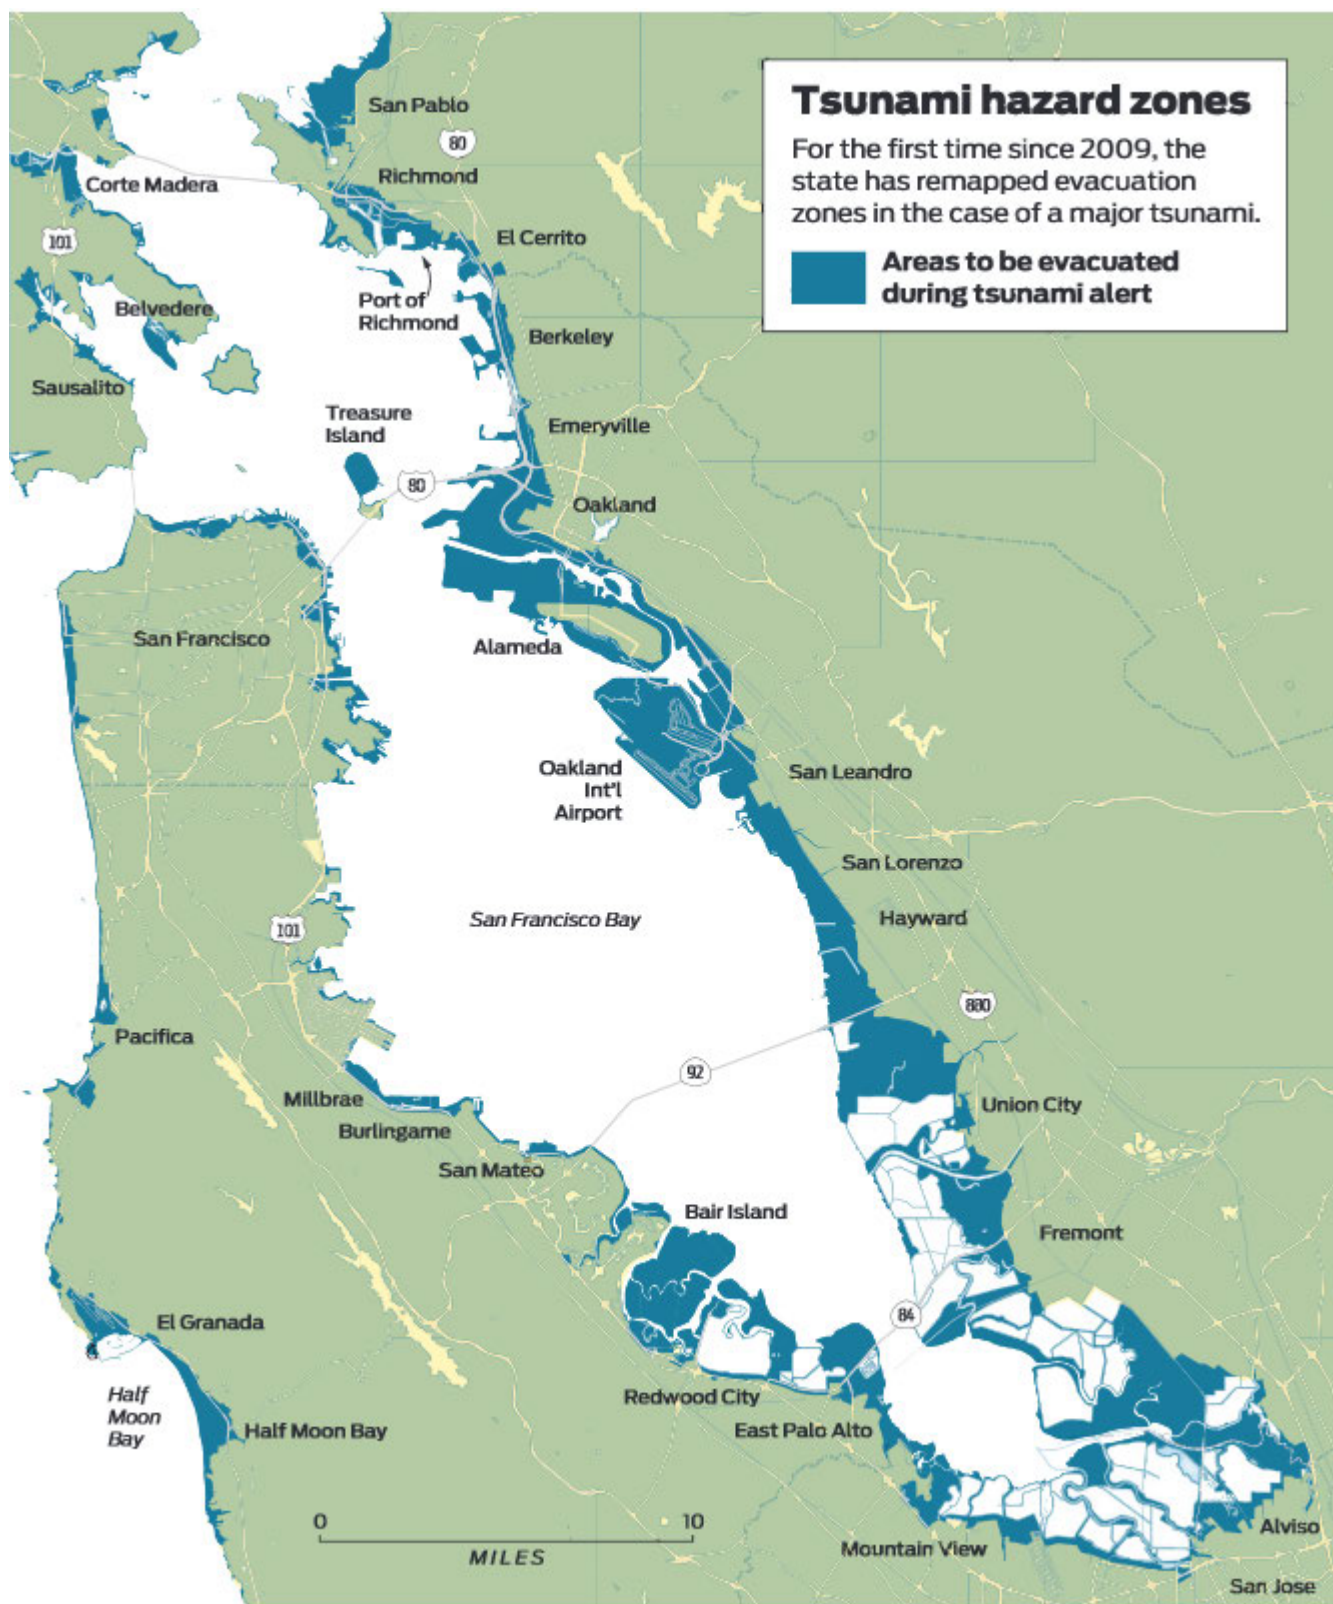 Tsunami hazard zones
For the first time since 2009, the
state has remapped evacuation
zones in the case of a major tsunami.
Areas to be evacuated
during tsunami alert
San Pablo
80
Richmond
Corte Madera
101
El Cerrito
Port of
Richmond
Belvedere
Berkeley
Sausalito
Treasure
Island
Emeryville
80
Oakland
San Francisco
Alameda
Oakland
Int'l
Airport
San Leandro
San Lorenzo
San Francisco Bay
Hayward
101
880
Pacifica
92
Millbrae
Union City
Burlingame
San Mateo
Bair Island
Fremont
84
El Granada
Half
Moon
Bay
Redwood City
Half Moon Bay
East Palo Alto
0
10
MILES
Mountain View
Alviso
San Jose